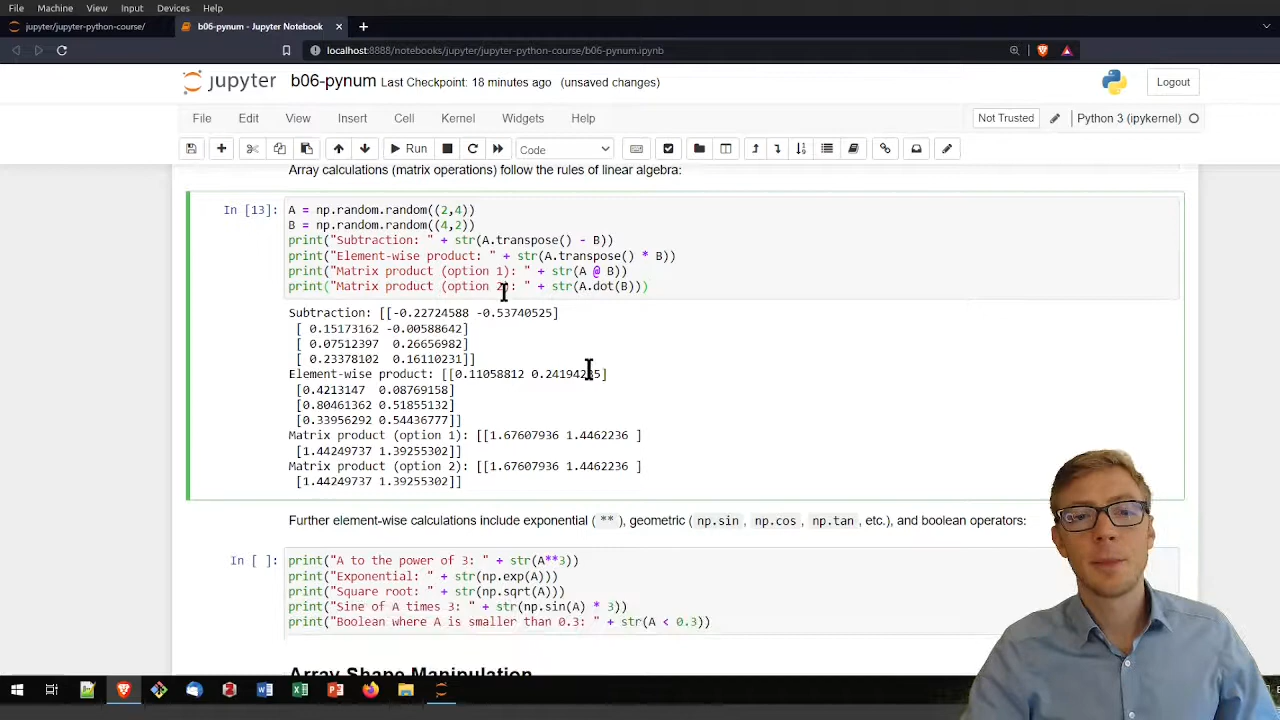 File Machine View Input Devices Help
jupyter/jupyter-python-course/
b06-pynum - Jupyter Notebook
localhost:8888/notebooks/jupyter/jupyter-python-course/b06-pynum.ipynb
jupyter b06-pynum Last Checkpoint: 18 minutes ago (unsaved changes)
Logout
File Edit View Insert Cell Kernel Widgets Help
Not Trusted
Python 3 (ipykernel)
Run
Code
Array calculations (matrix operations) follow the rules of linear algebra:
In [13]:
A = np.random.random((2,4))
B = np.random.random((4,2))
print("Subtraction: " + str(A.transpose() - B))
print("Element-wise product: " + str(A.transpose() * B))
print("Matrix product (option 1): " + str(A @ B))
print("Matrix product (option 2): " + str(A.dot(B)))
Subtraction: [[-0.22724588 -0.53740525]
[ 0.15173162 -0.00588642]
[ 0.07512397 0.26656982]
[ 0.23378102 0.16110231]]
Element-wise product: [[0.11058812
[0.4213147 0.08769158]
[0.80461362 0.51855132]
[0.33956292 0.54436777]]
Matrix product (option 1): [[1.67607936 1.4462236 ]
[1.44249737 1.39255302]]
Matrix product (option 2): [[1.67607936 1.4462236 ]
[1.44249737 1.39255302]]
Further element-wise calculations include exponential ( ** ), geometric ( np.sin , np.cos , np.tan , etc.), and boolean operators:
In [ ]:
print("A to the power of 3: " + str(A**3))
print("Exponential: " + str(np.exp(A)))
print("Square root: " + str(np.sqrt(A)))
print("Sine of A times 3: " + str(np.sin(A) * 3))
print("Boolean where A is smaller than 0.3: " + str(A < 0.3))
Array Shape Manipulation